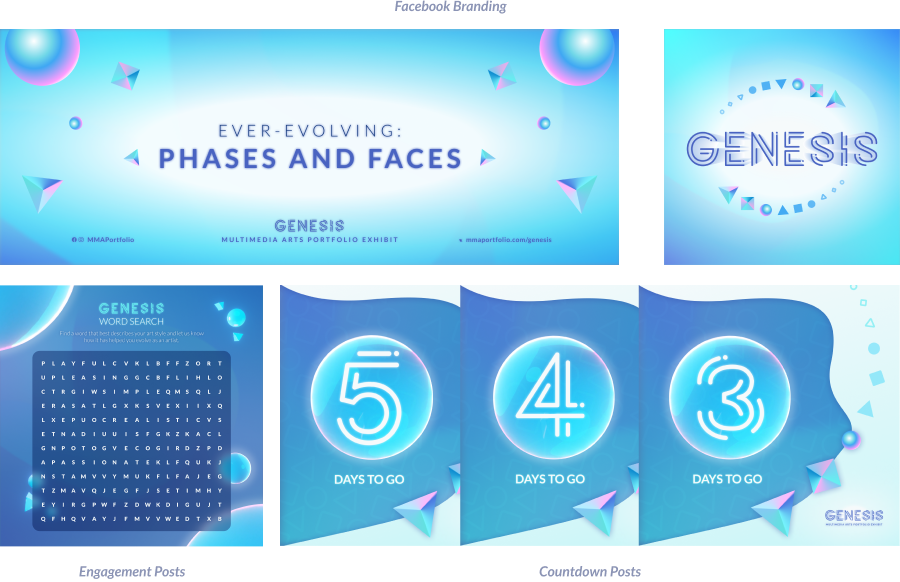 Facebook Branding
EVER-EVOLVING:
PHASES AND FACES
GENESIS
MULTIMEDIA ARTS PORTFOLIO EXHIBIT
MMAPortfolio
mmaportfolio.com/genesis
GENESIS
GENESIS
WORD SEARCH
Find a word that best describes your art style and let us know
how it has helped you evolve as an artist.
P L A Y F U L C V K L B F F Z O R T
U P L E A S I N G G C B F L I H L O
C T R G I W S I M P L E Q M S Q L J
E R A S A T L G X K S V E X I I X Q
L X E P U O C R E A L I S T I C V S
E T N A D I U U I S F G K Z K A C L
G N P O T O G V E C O G I R D Z P D
A P A S S I O N A T E K L F Q U K J
N S T A M V V Y M U K F L F A J E G
T Z M A V Q J E G F J S E T I M H Y
E Y I R G P W F Z D W K D I G U J T
Q F H Q V A Y J F M V V W E D T X B
5
DAYS TO GO
4
DAYS TO GO
3
DAYS TO GO
GENESIS
MULTIMEDIA ARTS PORTFOLIO EXHIBIT
Engagement Posts
Countdown Posts